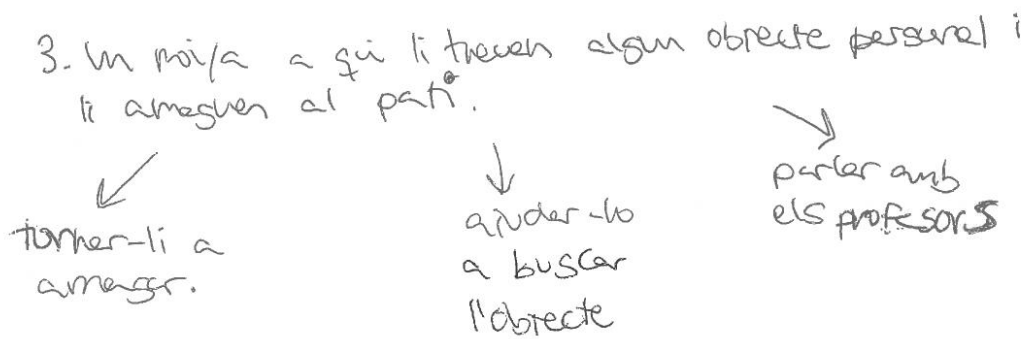 3. Un noi/a a qui li treuen algun objecte personal i
li amaguen al pati.
tornar-li a
amagar.
ajudar-lo
a buscar
l'objecte
parlar amb
els profesors